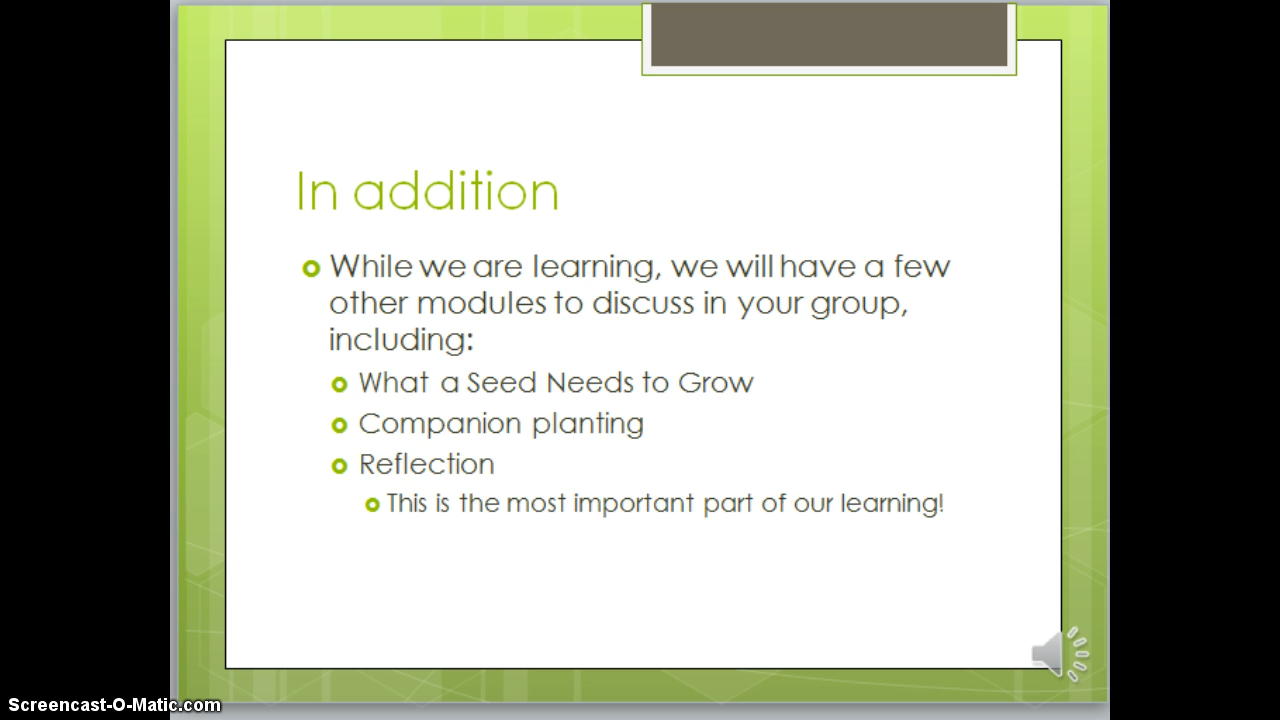 In addition
While we are learning, we will have a few
other modules to discuss in your group,
including:
What a Seed Needs to Grow
Companion planting
Reflection
This is the most important part of our learning!
Screencast-O-Matic.com